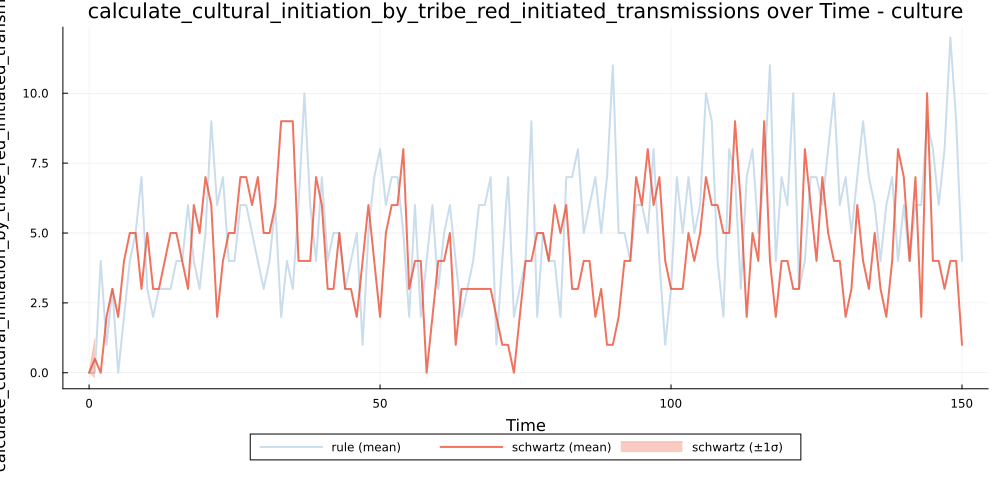 calculate_cultural_initiation_by_tribe_red_initiated_transmissions over Time - culture
calculate_cultural_initiation_by_tribe_red_initiated_trans
10.0
7.5
5.0
2.5
0.0
0 50 100 150
Time
rule (mean) schwartz (mean) schwartz (±1σ)